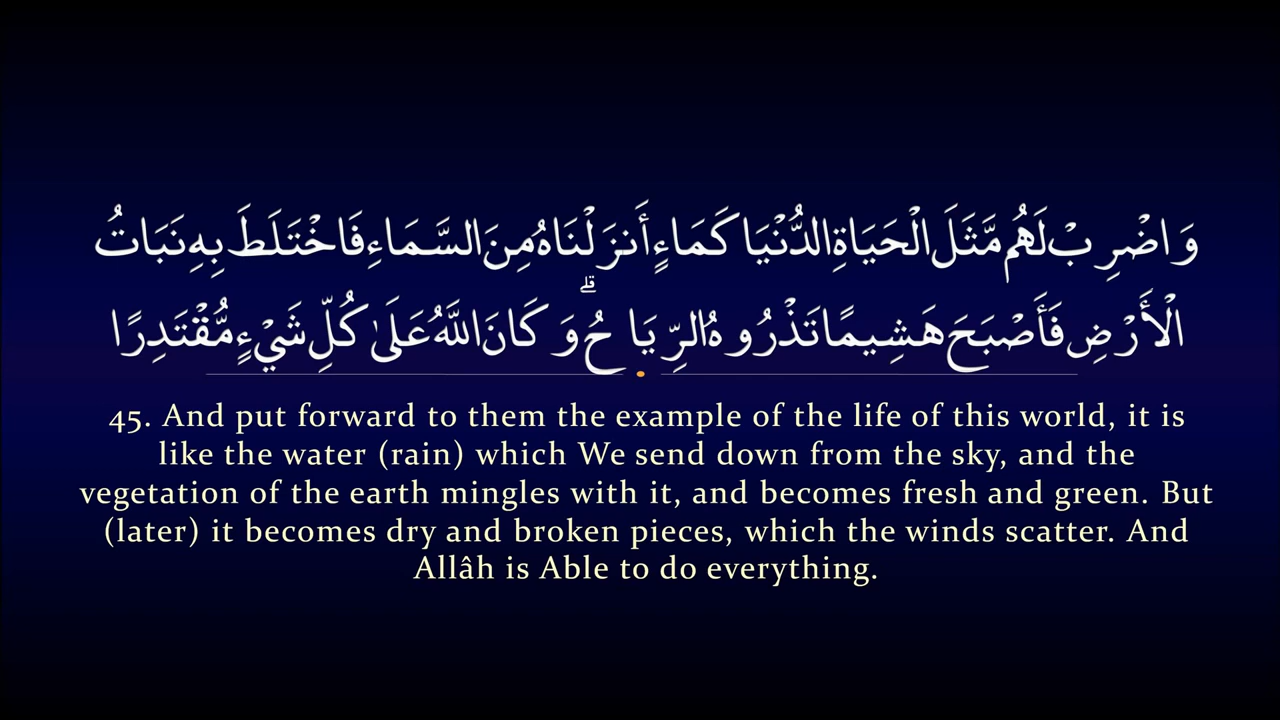 وَاضْرِبْ لَهُم مَّثَلَ الْحَيَاةِ الدُّنْيَا كَمَاءٍ أَنزَلْنَاهُ مِنَ السَّمَاءِ فَاخْتَلَطَ بِهِ نَبَاتُ
الْأَرْضِ فَأَصْبَحَ هَشِيمًا تَذْرُوهُ الرِّيَاحُ ۗ وَكَانَ اللَّهُ عَلَىٰ كُلِّ شَيْءٍ مُّقْتَدِرًا
45. And put forward to them the example of the life of this world, it is
like the water (rain) which We send down from the sky, and the
vegetation of the earth mingles with it, and becomes fresh and green. But
(later) it becomes dry and broken pieces, which the winds scatter. And
Allâh is Able to do everything.